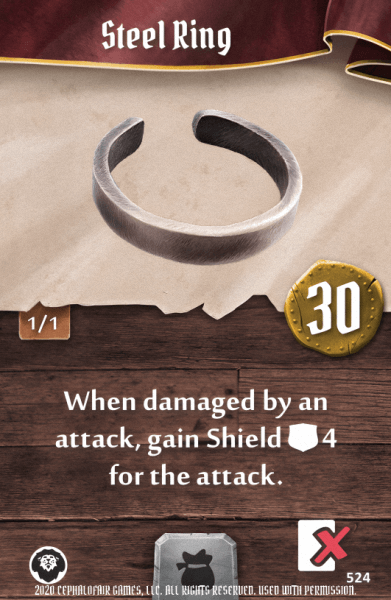 Steel Ring
30
1/1
When damaged by an
attack, gain Shield 4
for the attack.
524
2020 CEPHALOFAIR GAMES, LLC. ALL RIGHTS RESERVED. USED WITH PERMISSION.